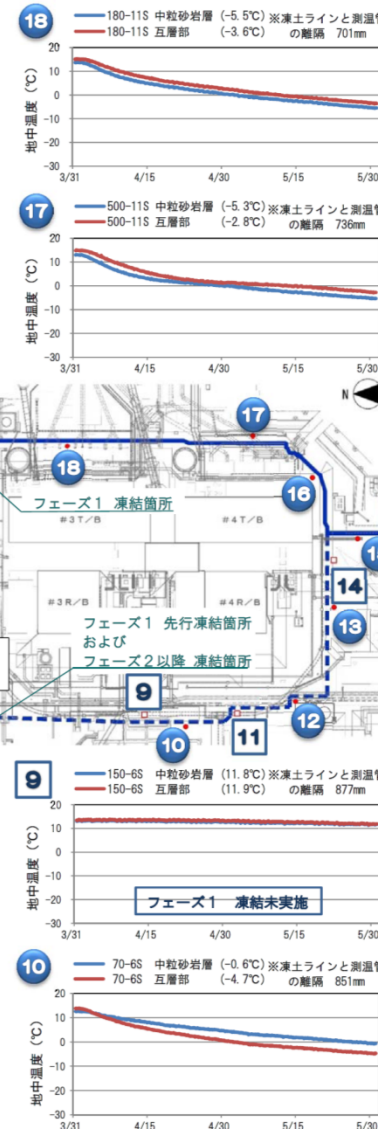 18
180-11S 中粒砂岩層 (-5.5℃) ※凍土ラインと測温管
180-11S 互層部 (-3.6℃) の離隔 701mm
地中温度 (℃)
20
10
0
-10
-20
-30
3/31 4/15 4/30 5/15 5/30
17
500-11S 中粒砂岩層 (-5.3℃) ※凍土ラインと測温管
500-11S 互層部 (-2.8℃) の離隔 736mm
地中温度 (℃)
20
10
0
-10
-20
-30
3/31 4/15 4/30 5/15 5/30
N
17
18
16
フェーズ1 凍結箇所
#3T/B #4T/B
14
#3R/B #4R/B
13
フェーズ1 先行凍結箇所
および
フェーズ2以降 凍結箇所
9
12
10
11
9
150-6S 中粒砂岩層 (11.8℃) ※凍土ラインと測温管
150-6S 互層部 (11.9℃) の離隔 877mm
地中温度 (℃)
20
10
0
-10
-20
-30
フェーズ1 凍結未実施
3/31 4/15 4/30 5/15 5/30
10
70-6S 中粒砂岩層 (-0.6℃) ※凍土ラインと測温管
70-6S 互層部 (-4.7℃) の離隔 851mm
地中温度 (℃)
20
10
0
-10
-20
-30
3/31 4/15 4/30 5/15 5/30